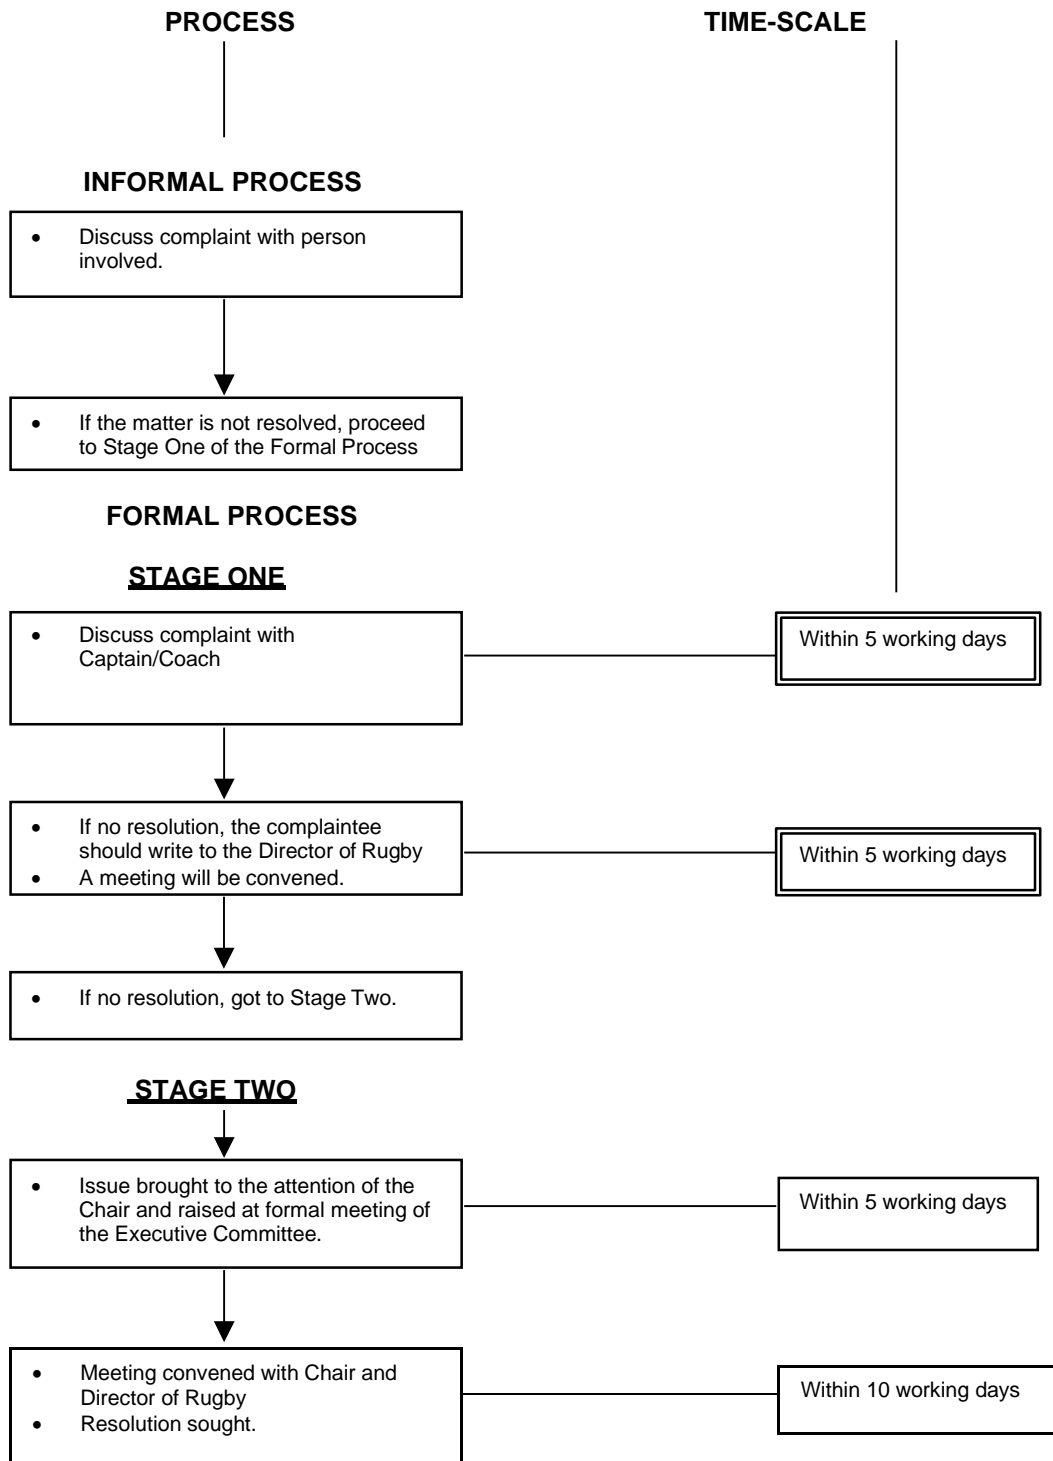 PROCESS
TIME-SCALE
INFORMAL PROCESS
• Discuss complaint with person
involved.
• If the matter is not resolved, proceed
to Stage One of the Formal Process
FORMAL PROCESS
STAGE ONE
• Discuss complaint with
Captain/Coach
Within 5 working days
• If no resolution, the complaintee
should write to the Director of Rugby
• A meeting will be convened.
Within 5 working days
• If no resolution, got to Stage Two.
STAGE TWO
• Issue brought to the attention of the
Chair and raised at formal meeting of
the Executive Committee.
Within 5 working days
• Meeting convened with Chair and
Director of Rugby
• Resolution sought.
Within 10 working days